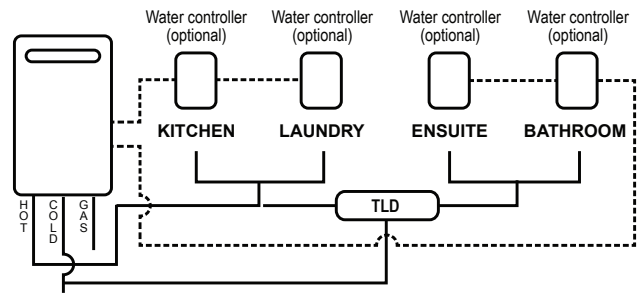 Water controller
(optional)
Water controller
(optional)
Water controller
(optional)
Water controller
(optional)
KITCHEN
LAUNDRY
ENSUITE
BATHROOM
HOT
COLD
GAS
TLD